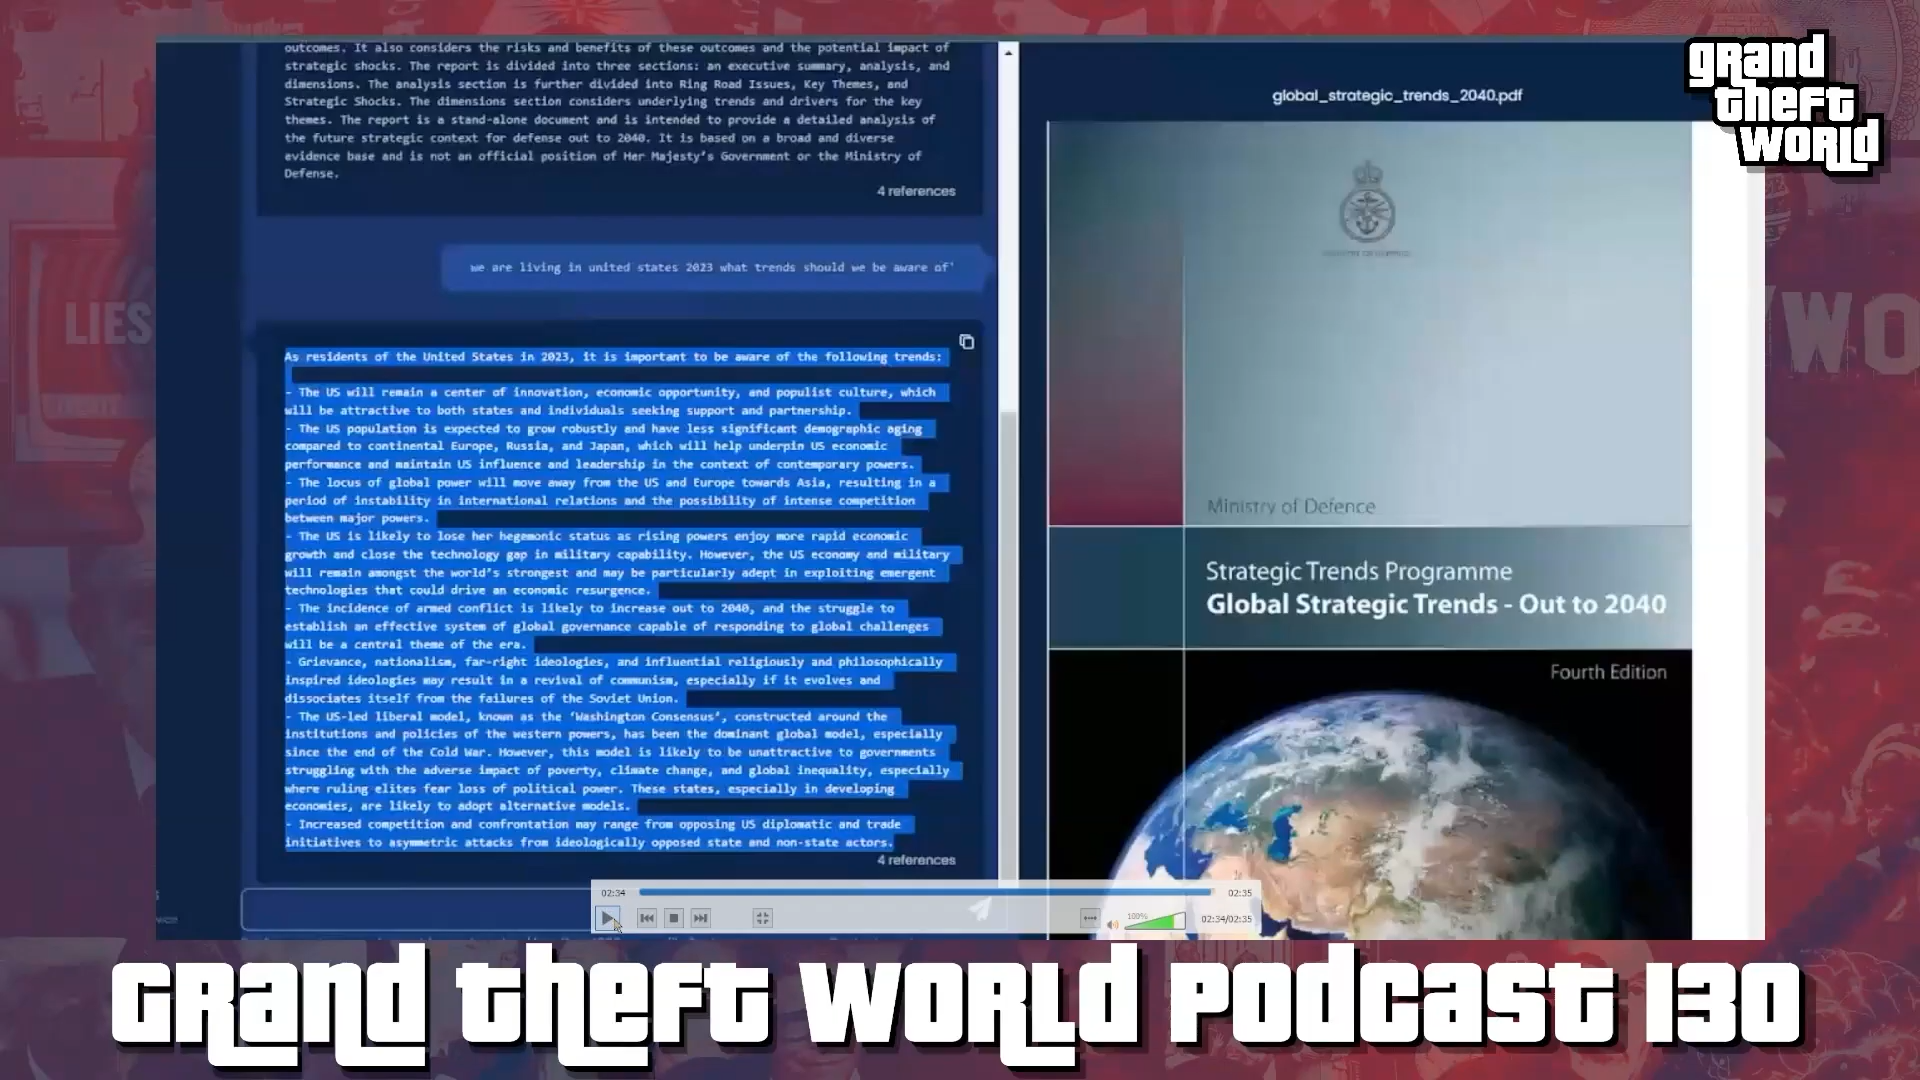 outcomes. It also considers the risks and benefits of these outcomes and the potential impact of
strategic shocks. The report is divided into three sections: an executive summary, analysis, and
dimensions. The analysis section is further divided into Ring Road Issues, Key Themes, and
Strategic Shocks. The dimensions section considers underlying trends and drivers for the key
themes. The report is a stand-alone document and is intended to provide a detailed analysis of
the future strategic context for defense out to 2040. It is based on a broad and diverse
evidence base and is not an official position of Her Majesty's Government or the Ministry of
Defense.
4 references
we are living in united states 2023 what trends should we be aware of'
As residents of the United States in 2023, it is important to be aware of the following trends:
- The US will remain a center of innovation, economic opportunity, and populist culture, which
will be attractive to both states and individuals seeking support and partnership.
- The US population is expected to grow robustly and have less significant demographic aging
compared to continental Europe, Russia, and Japan, which will help underpin US economic
performance and maintain US influence and leadership in the context of contemporary powers.
- The locus of global power will move away from the US and Europe towards Asia, resulting in a
period of instability in international relations and the possibility of intense competition
between major powers.
- The US is likely to lose her hegemonic status as rising powers enjoy more rapid economic
growth and close the technology gap in military capability. However, the US economy and military
will remain amongst the world's strongest and may be particularly adept in exploiting emergent
technologies that could drive an economic resurgence.
- The incidence of armed conflict is likely to increase out to 2040, and the struggle to
establish an effective system of global governance capable of responding to global challenges
will be a central theme of the era.
- Grievance, nationalism, far-right ideologies, and influential religiously and philosophically
inspired ideologies may result in a revival of communism, especially if it evolves and
dissociates itself from the failures of the Soviet Union.
- The US-led liberal model, known as the 'Washington Consensus', constructed around the
institutions and policies of the western powers, has been the dominant global model, especially
since the end of the Cold War. However, this model is likely to be unattractive to governments
struggling with the adverse impact of poverty, climate change, and global inequality, especially
where ruling elites fear loss of political power. These states, especially in developing
economies, are likely to adopt alternative models.
- Increased competition and confrontation may range from opposing US diplomatic and trade
initiatives to asymmetric attacks from ideologically opposed state and non-state actors.
4 references
02:34
02:35
100%
02:34/02:35
global_strategic_trends_2040.pdf
Ministry of Defence
Strategic Trends Programme
Global Strategic Trends - Out to 2040
Fourth Edition
grand
theft
world
LIES
WO
Grand Theft World Podcast 130